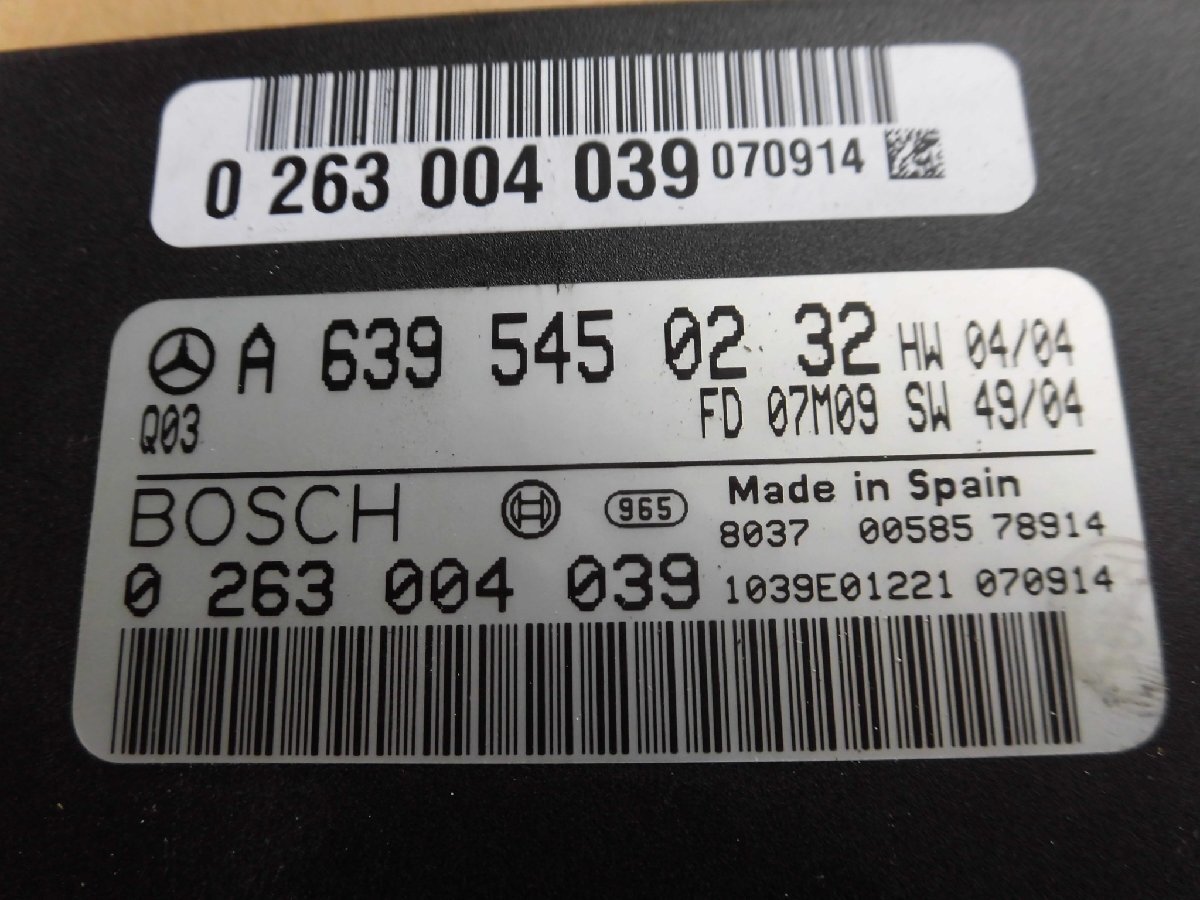 0 263 004 039 070914
A 639 545 02 32 HW 04/04
Q03 FD 07M09 SW 49/04
BOSCH 965 Made in Spain
8037 00585 78914
0 263 004 039 1039E01221 070914